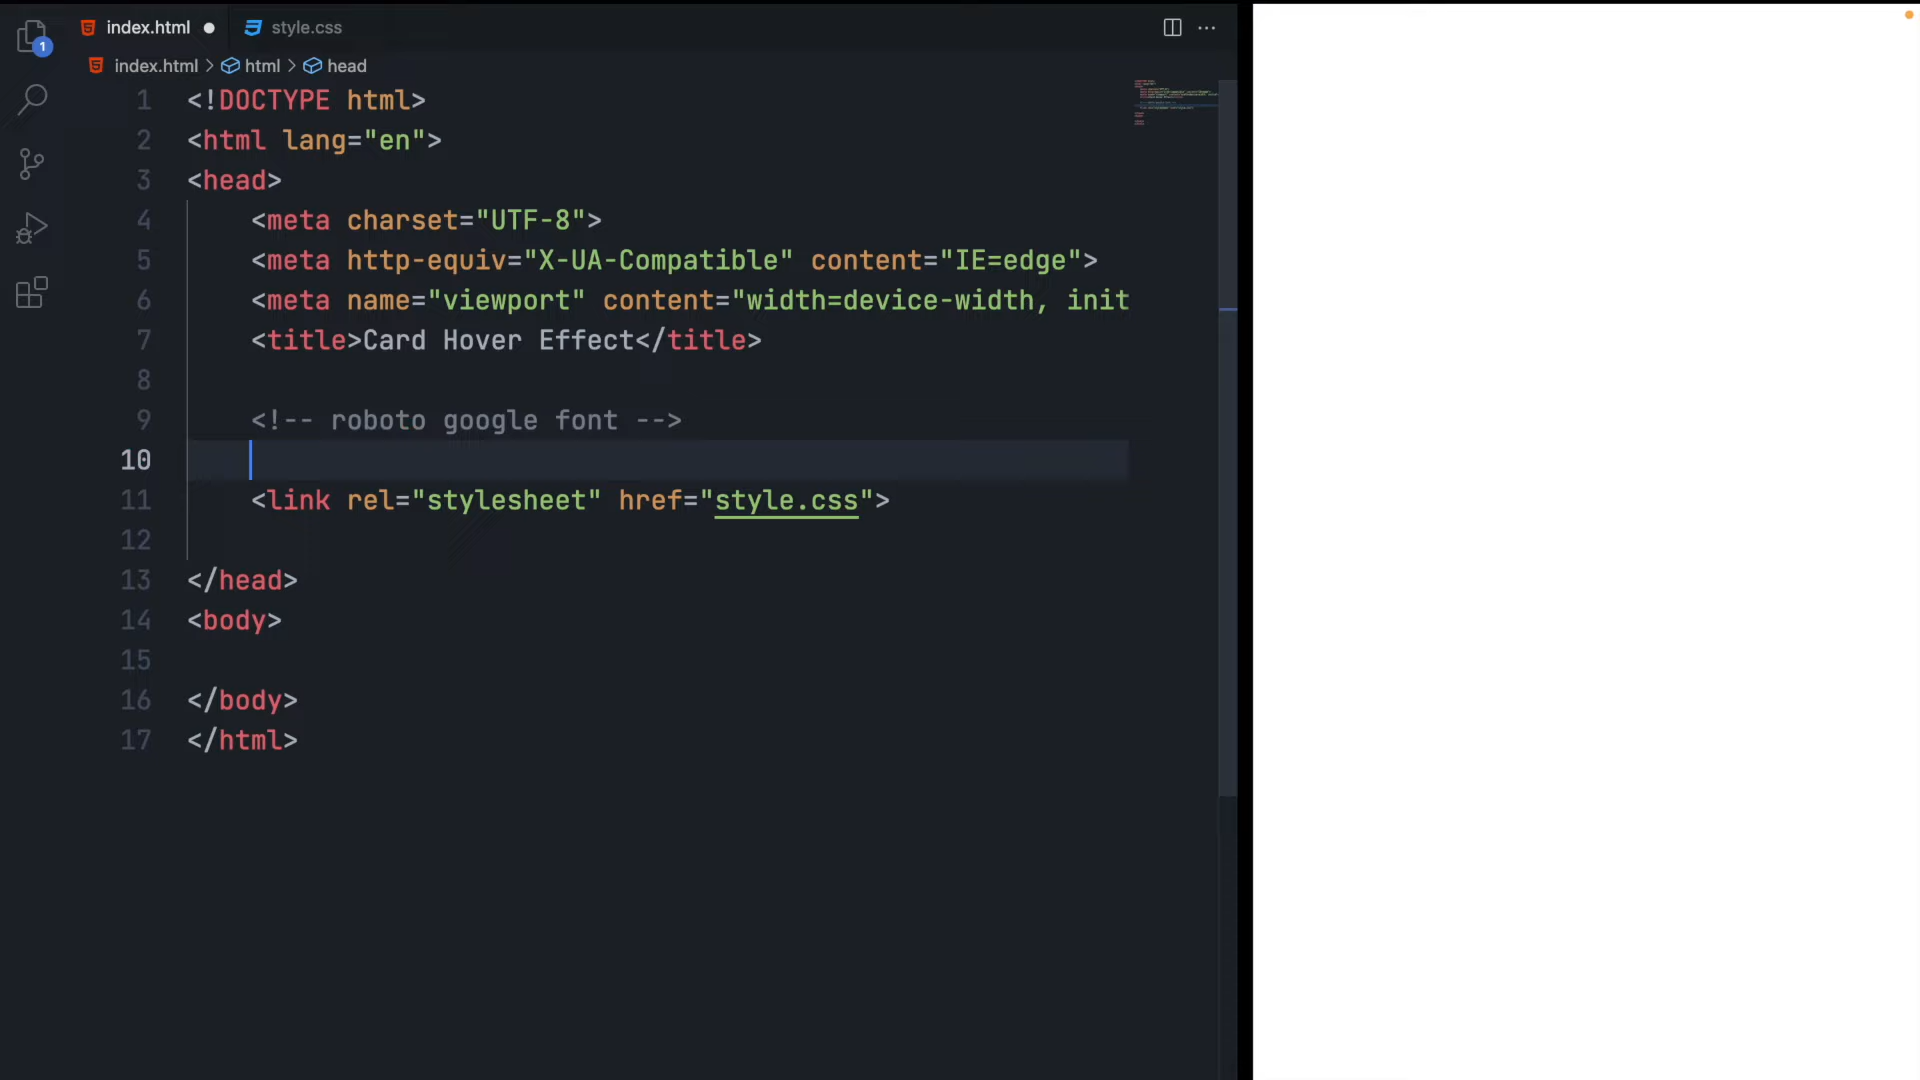 index.html
style.css
index.html > html > head
1
1 <!DOCTYPE html>
2 <html lang="en">
3 <head>
4 <meta charset="UTF-8">
5 <meta http-equiv="X-UA-Compatible" content="IE=edge">
6 <meta name="viewport" content="width=device-width, init
7 <title>Card Hover Effect</title>
8
9 <!-- roboto google font -->
10
11 <link rel="stylesheet" href="style.css">
12
13 </head>
14 <body>
15
16 </body>
17 </html>